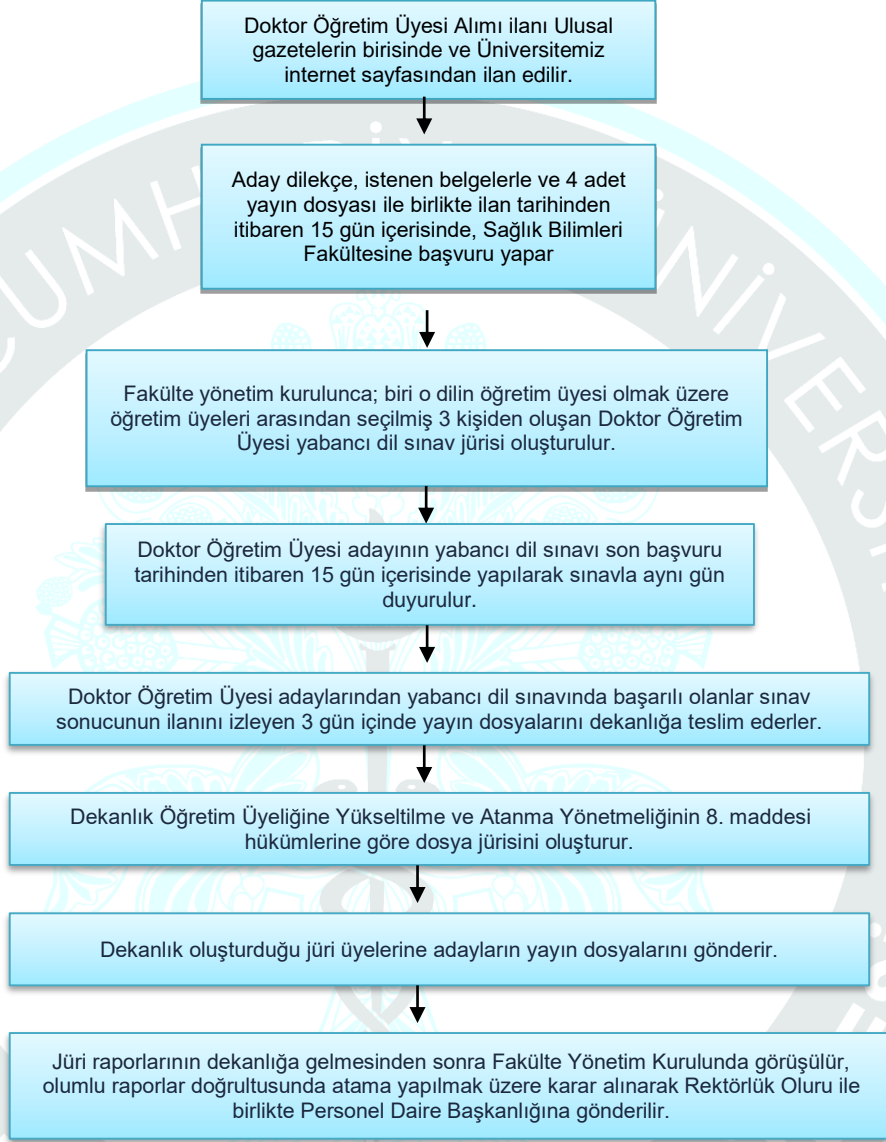 Doktor Öğretim Üyesi Alımı ilanı Ulusal
gazetelerin birisinde ve Üniversitemiz
internet sayfasından ilan edilir.
Aday dilekçe, istenen belgelerle ve 4 adet
yayın dosyası ile birlikte ilan tarihinden
itibaren 15 gün içerisinde, Sağlık Bilimleri
Fakültesine başvuru yapar
Fakülte yönetim kurulunca; biri o dilin öğretim üyesi olmak üzere
öğretim üyeleri arasından seçilmiş 3 kişiden oluşan Doktor Öğretim
Üyesi yabancı dil sınav jürisi oluşturulur.
Doktor Öğretim Üyesi adayının yabancı dil sınavı son başvuru
tarihinden itibaren 15 gün içerisinde yapılarak sınavla aynı gün
duyurulur.
Doktor Öğretim Üyesi adaylarından yabancı dil sınavında başarılı olanlar sınav
sonucunun ilanını izleyen 3 gün içinde yayın dosyalarını dekanlığa teslim ederler.
Dekanlık Öğretim Üyeliğine Yükseltilme ve Atanma Yönetmeliğinin 8. maddesi
hükümlerine göre dosya jürisini oluşturur.
Dekanlık oluşturduğu jüri üyelerine adayların yayın dosyalarını gönderir.
Jüri raporlarının dekanlığa gelmesinden sonra Fakülte Yönetim Kurulunda görüşülür,
olumlu raporlar doğrultusunda atama yapılmak üzere karar alınarak Rektörlük Oluru ile
birlikte Personel Daire Başkanlığına gönderilir.